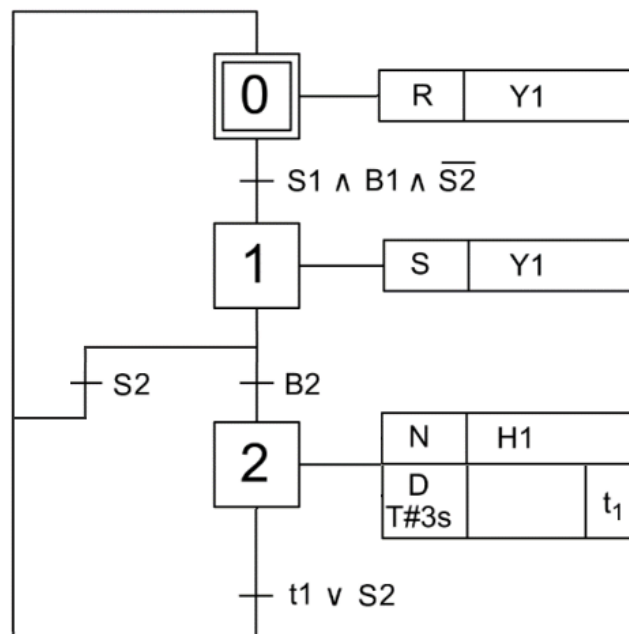 0
R Y1
S1 ∧ B1 ∧ S2̅
1
S Y1
S2 B2
2
N H1
D
T#3s
t₁
t1 ∨ S2